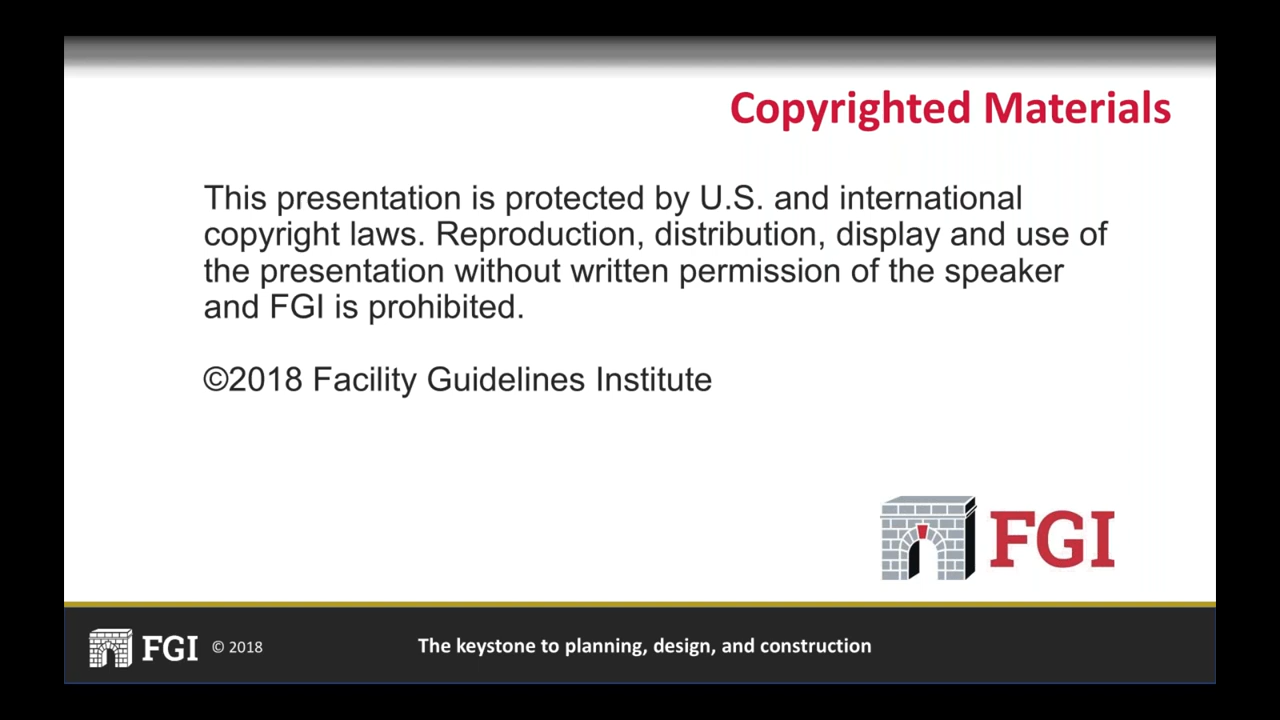 Copyrighted Materials
This presentation is protected by U.S. and international
copyright laws. Reproduction, distribution, display and use of
the presentation without written permission of the speaker
and FGI is prohibited.
©2018 Facility Guidelines Institute
FGI
FGI © 2018
The keystone to planning, design, and construction